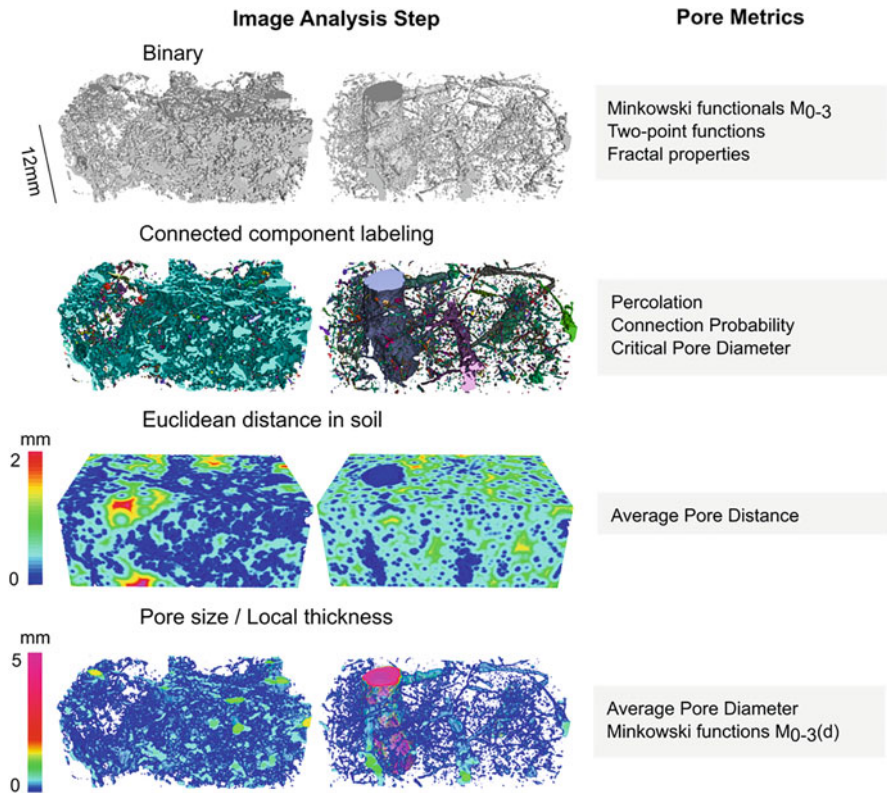 Image Analysis Step
Pore Metrics
Binary
12mm
Minkowski functionals M0-3
Two-point functions
Fractal properties
Connected component labeling
Percolation
Connection Probability
Critical Pore Diameter
Euclidean distance in soil
mm
2
0
Average Pore Distance
Pore size / Local thickness
mm
5
0
Average Pore Diameter
Minkowski functions M0-3(d)